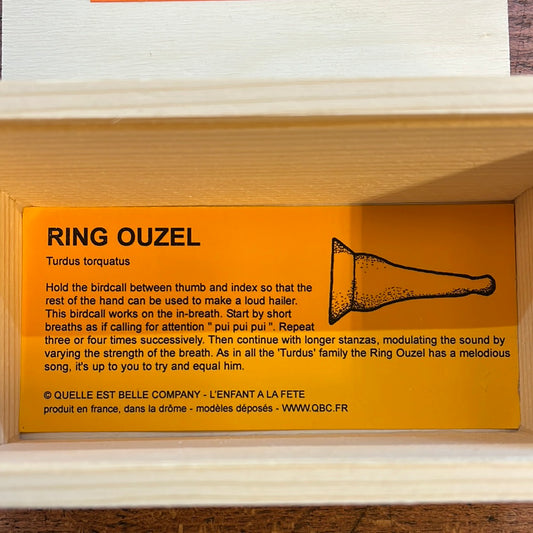 RING OUZEL
Turdus torquatus
Hold the birdcall between thumb and index so that the
rest of the hand can be used to make a loud hailer.
This birdcall works on the in-breath. Start by short
breaths as if calling for attention " pui pui pui ". Repeat
three or four times successively. Then continue with longer stanzas, modulating the sound by
varying the strength of the breath. As in all the 'Turdus' family the Ring Ouzel has a melodious
song, it's up to you to try and equal him.
© QUELLE EST BELLE COMPANY - L'ENFANT A LA FETE
produit en france, dans la drôme - modèles déposés - WWW.QBC.FR